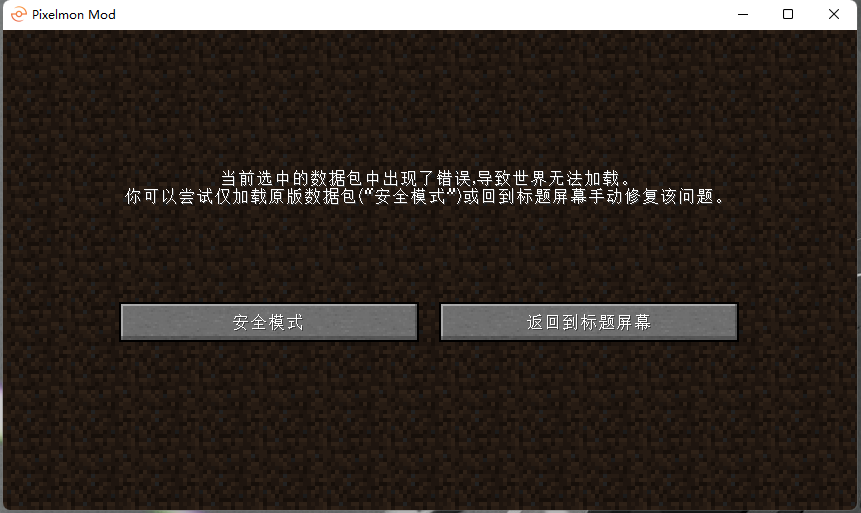 Pixelmon Mod
当前选中的数据包中出现了错误,导致世界无法加载。
你可以尝试仅加载原版数据包(“安全模式”)或回到标题屏幕手动修复该问题。
安全模式
返回到标题屏幕